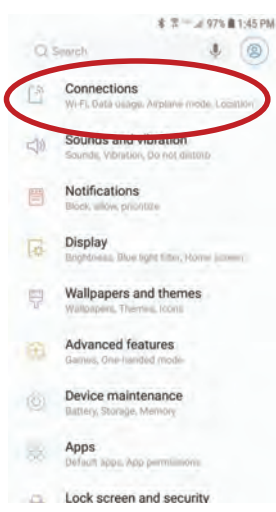 97% 1:45 PM
Search
Connections
Wi-Fi, Data usage, Airplane mode, Location
Sounds and vibration
Sounds, Vibration, Do not disturb
Notifications
Block, allow, prioritize
Display
Brightness, Blue light filter, Home screen
Wallpapers and themes
Wallpapers, Themes, Icons
Advanced features
Games, One-handed mode
Device maintenance
Battery, Storage, Memory
Apps
Default apps, App permissions
Lock screen and security